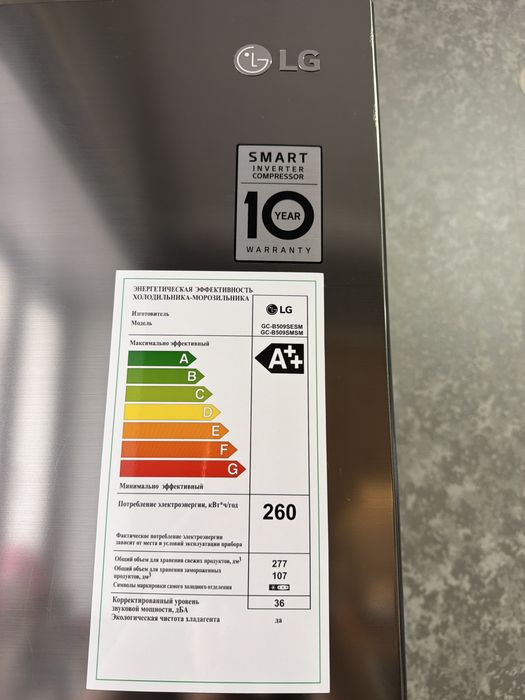 LG
SMART
INVERTER
COMPRESSOR
10 YEAR
WARRANTY
ЭНЕРГЕТИЧЕСКАЯ ЭФФЕКТИВНОСТЬ
ХОЛОДИЛЬНИКА-МОРОЗИЛЬНИКА
Изготовитель LG
Модель GC-B509SESM
GC-B509SMSM
Максимально эффективный
A A++
B
C
D
E
F
G
Минимально эффективный
Потребление электроэнергии, кВт*ч/год 260
Фактическое потребление электроэнергии
зависит от места и условий эксплуатации прибора
Общий объем для хранения свежих продуктов, дм³ 277
Общий объем для хранения замороженных
продуктов, дм³ 107
Символы маркировки самого холодного отделения
Корректированный уровень
звуковой мощности, дБА 36
Экологическая чистота хладагента да